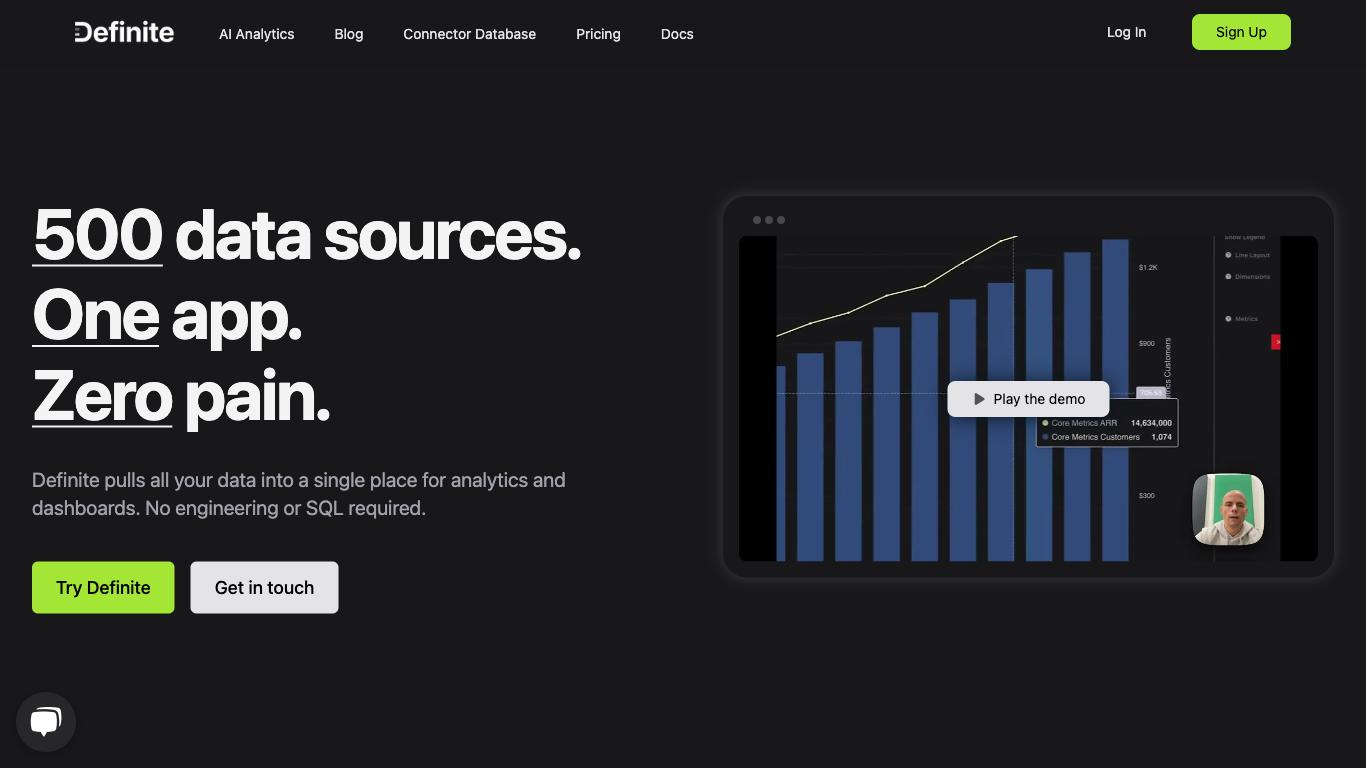 Definite
AI Analytics
Blog
Connector Database
Pricing
Docs
Log In
Sign Up
500 data sources.
One app.
Zero pain.
Definite pulls all your data into a single place for analytics and
dashboards. No engineering or SQL required.
Try Definite
Get in touch
Show Legend
Line Layout
Dimensions
Metrics
$1.2K
$900
$300
Customers
Play the demo
Core Metrics ARR 14,634,000
Core Metrics Customers 1,074